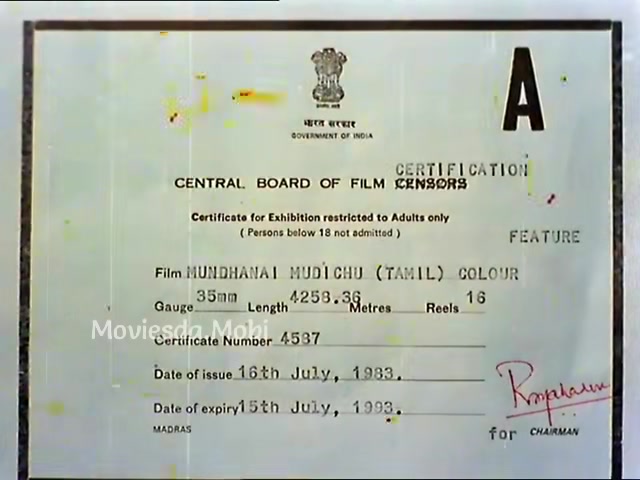 A
भारत सरकार
GOVERNMENT OF INDIA
CERTIFICATION
CENTRAL BOARD OF FILM CENSORS
Certificate for Exhibition restricted to Adults only
( Persons below 18 not admitted )
FEATURE
Film MUNDHANAI MUDICHU (TAMIL) COLOUR
Gauge 35mm Length 4258.36 Metres Reels 16
Moviesda.Mobi
Certificate Number 4587
Date of issue 16th July, 1983.
Date of expiry 15th July, 1993.
MADRAS
for CHAIRMAN